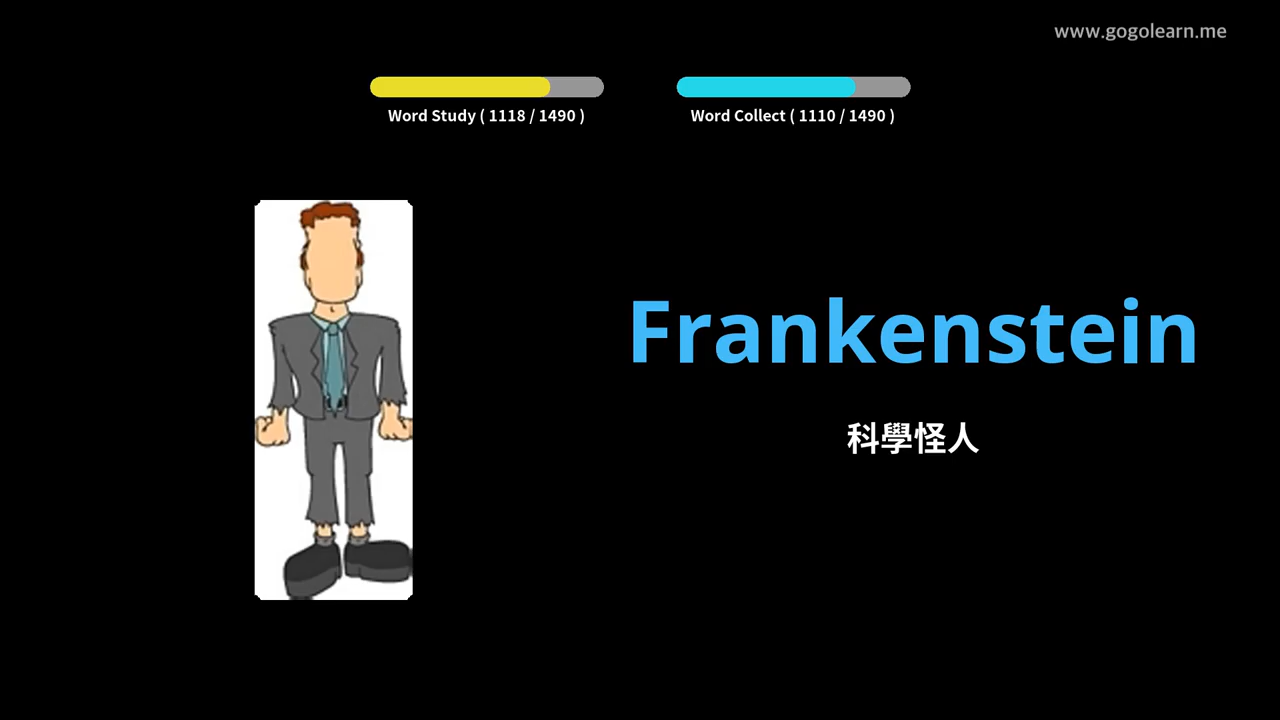 www.gogolearn.me
Word Study ( 1118 / 1490 )
Word Collect ( 1110 / 1490 )
Frankenstein
科學怪人